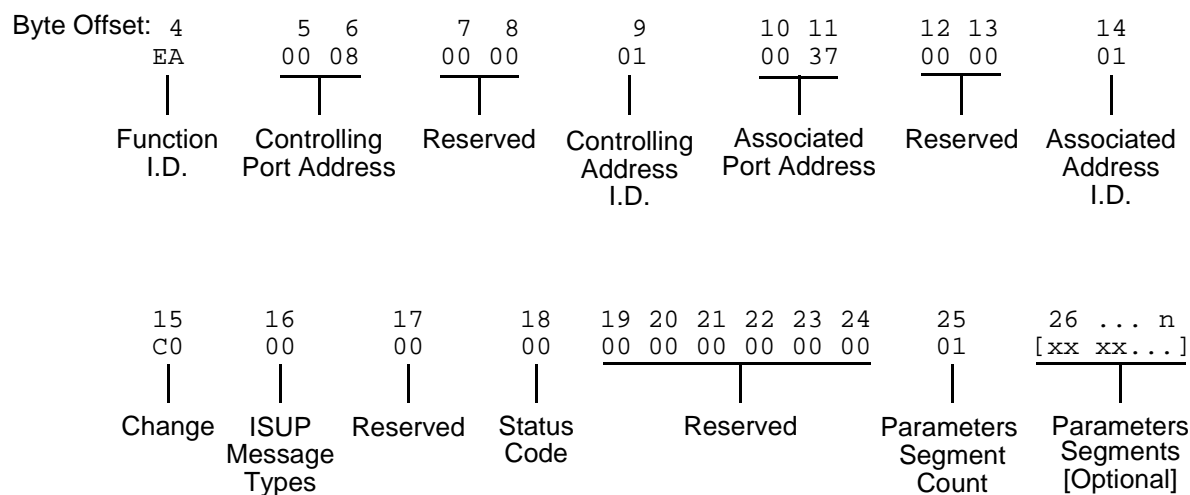 Byte Offset: 4 5 6 7 8 9 10 11 12 13 14
EA 00 08 00 00 01 00 37 00 00 01
Function Controlling Reserved Controlling Associated Reserved Associated
I.D. Port Address Address Port Address Address
I.D. I.D.
15 16 17 18 19 20 21 22 23 24 25 26 ... n
C0 00 00 00 00 00 00 00 00 00 01 [xx xx...]
Change ISUP Reserved Status Reserved Parameters Parameters
Message Code Segment Segments
Types Count [Optional]